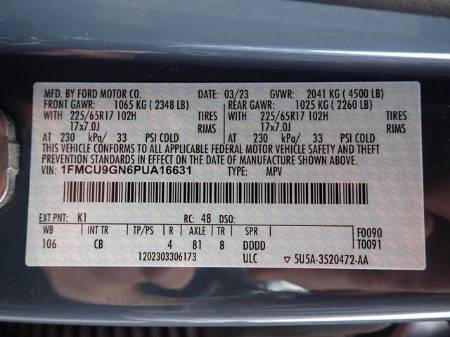 MFD. BY FORD MOTOR CO. 03/23 GVWR: 2041 KG ( 4500 LB)
FRONT GAWR: 1065 KG ( 2348 LB) REAR GAWR: 1025 KG ( 2260 LB)
WITH 225/65R17 102H TIRES WITH 225/65R17 102H TIRES
17x7.0J RIMS 17x7.0J RIMS
AT 230 kPa/ 33 PSI COLD AT 230 kPa/ 33 PSI COLD
THIS VEHICLE CONFORMS TO ALL APPLICABLE FEDERAL MOTOR VEHICLE SAFETY AND THEFT PREVENTION STANDARDS IN EFFECT ON THE DATE OF MANUFACTURE SHOWN ABOVE.
VIN: 1FMCU9GN6PUA16631 TYPE: MPV
EXT PNT: K1 RC: 48 DSO:
WB INT TR TP/PS R AXLE TR SPR F0090
106 CB 4 81 8 DDDD T0091
1202303306173 ULC 5U5A-3520472-AA